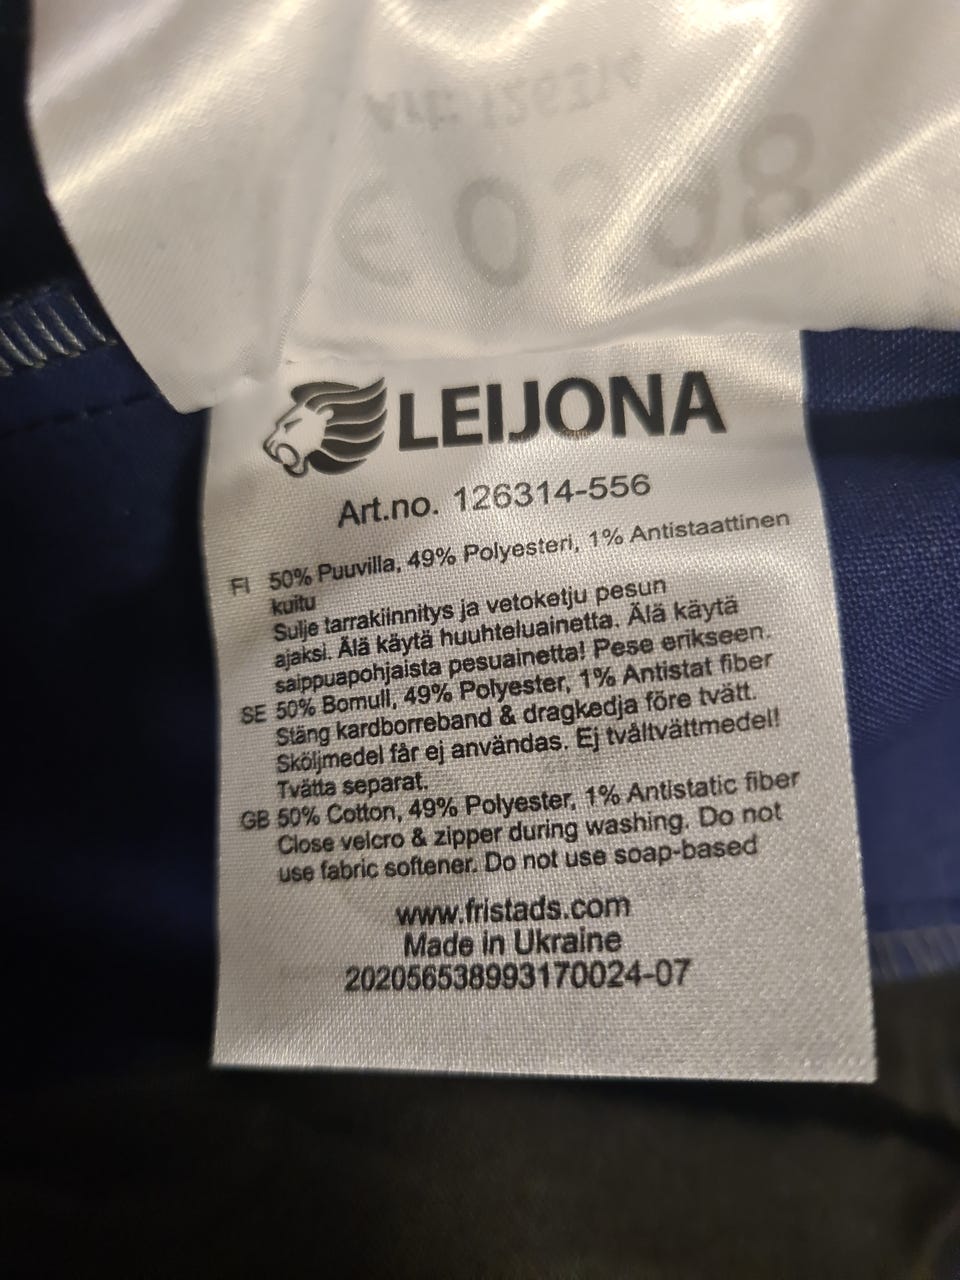 LEIJONA
Art.no. 126314-556
FI 50% Puuvilla, 49% Polyesteri, 1% Antistaattinen
kuitu
Sulje tarrakiinnitys ja vetoketju pesun
ajaksi. Älä käytä huuhteluainetta. Älä käytä
saippuapohjaista pesuainetta! Pese erikseen.
SE 50% Bomull, 49% Polyester, 1% Antistat fiber
Stäng kardborreband & dragkedja före tvätt.
Sköljmedel får ej användas. Ej tvåltvättmedel!
Tvätta separat.
GB 50% Cotton, 49% Polyester, 1% Antistatic fiber
Close velcro & zipper during washing. Do not
use fabric softener. Do not use soap-based
www.fristads.com
Made in Ukraine
202056538993170024-07